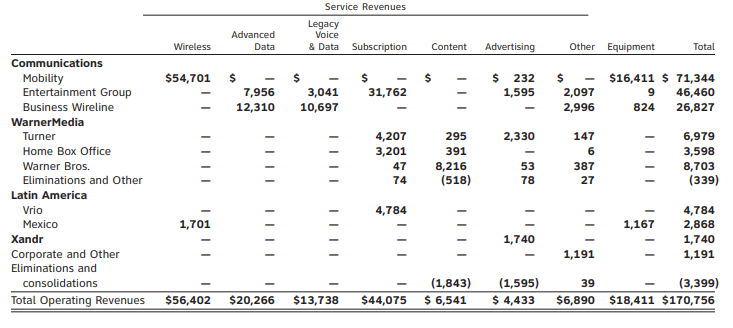 Service Revenues
Legacy
Advanced Voice
Wireless Data & Data Subscription Content Advertising Other Equipment Total
Communications
Mobility $54,701 $ — $ — $ — $ — $ 232 $ — $16,411 $ 71,344
Entertainment Group — 7,956 3,041 31,762 — 1,595 2,097 9 46,460
Business Wireline — 12,310 10,697 — — — 2,996 824 26,827
WarnerMedia
Turner — — — 4,207 295 2,330 147 — 6,979
Home Box Office — — — 3,201 391 — 6 — 3,598
Warner Bros. — — — 47 8,216 53 387 — 8,703
Eliminations and Other — — — 74 (518) 78 27 — (339)
Latin America
Vrio — — — 4,784 — — — — 4,784
Mexico 1,701 — — — — — — 1,167 2,868
Xandr — — — — — 1,740 — — 1,740
Corporate and Other — — — — — — 1,191 — 1,191
Eliminations and
consolidations — — — — (1,843) (1,595) 39 — (3,399)
Total Operating Revenues $56,402 $20,266 $13,738 $44,075 $ 6,541 $ 4,433 $6,890 $18,411 $170,756